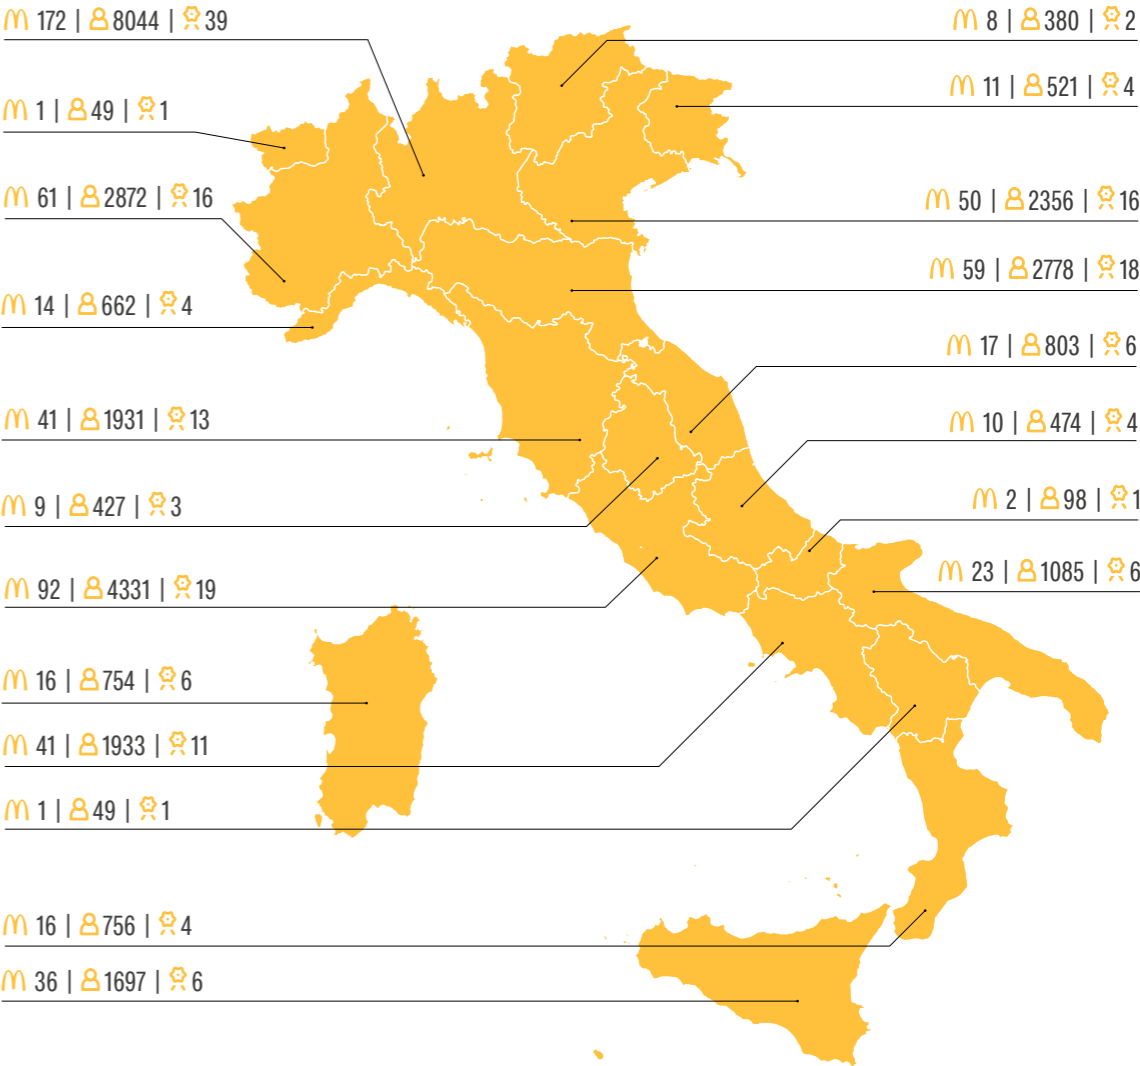 172 | 8044 | 39
1 | 49 | 1
61 | 2872 | 16
14 | 662 | 4
41 | 1931 | 13
9 | 427 | 3
92 | 4331 | 19
16 | 754 | 6
41 | 1933 | 11
1 | 49 | 1
16 | 756 | 4
36 | 1697 | 6
8 | 380 | 2
11 | 521 | 4
50 | 2356 | 16
59 | 2778 | 18
17 | 803 | 6
10 | 474 | 4
2 | 98 | 1
23 | 1085 | 6